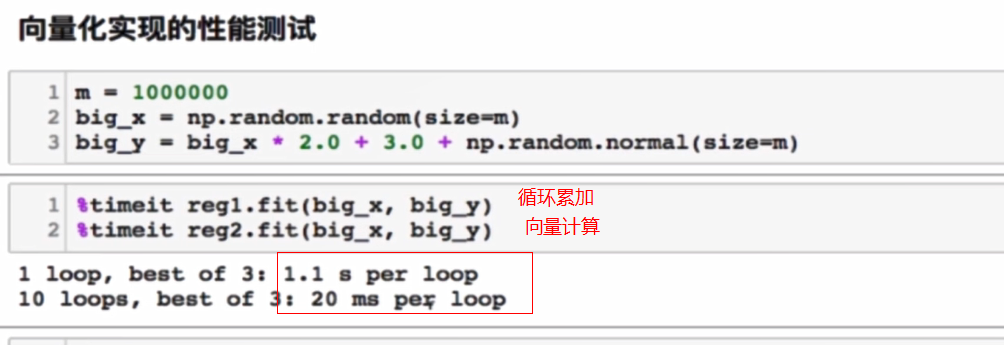 向量化实现的性能测试
1 m = 1000000
2 big_x = np.random.random(size=m)
3 big_y = big_x * 2.0 + 3.0 + np.random.normal(size=m)
1 %timeit reg1.fit(big_x, big_y) 循环累加
2 %timeit reg2.fit(big_x, big_y) 向量计算
1 loop, best of 3: 1.1 s per loop
10 loops, best of 3: 20 ms per loop